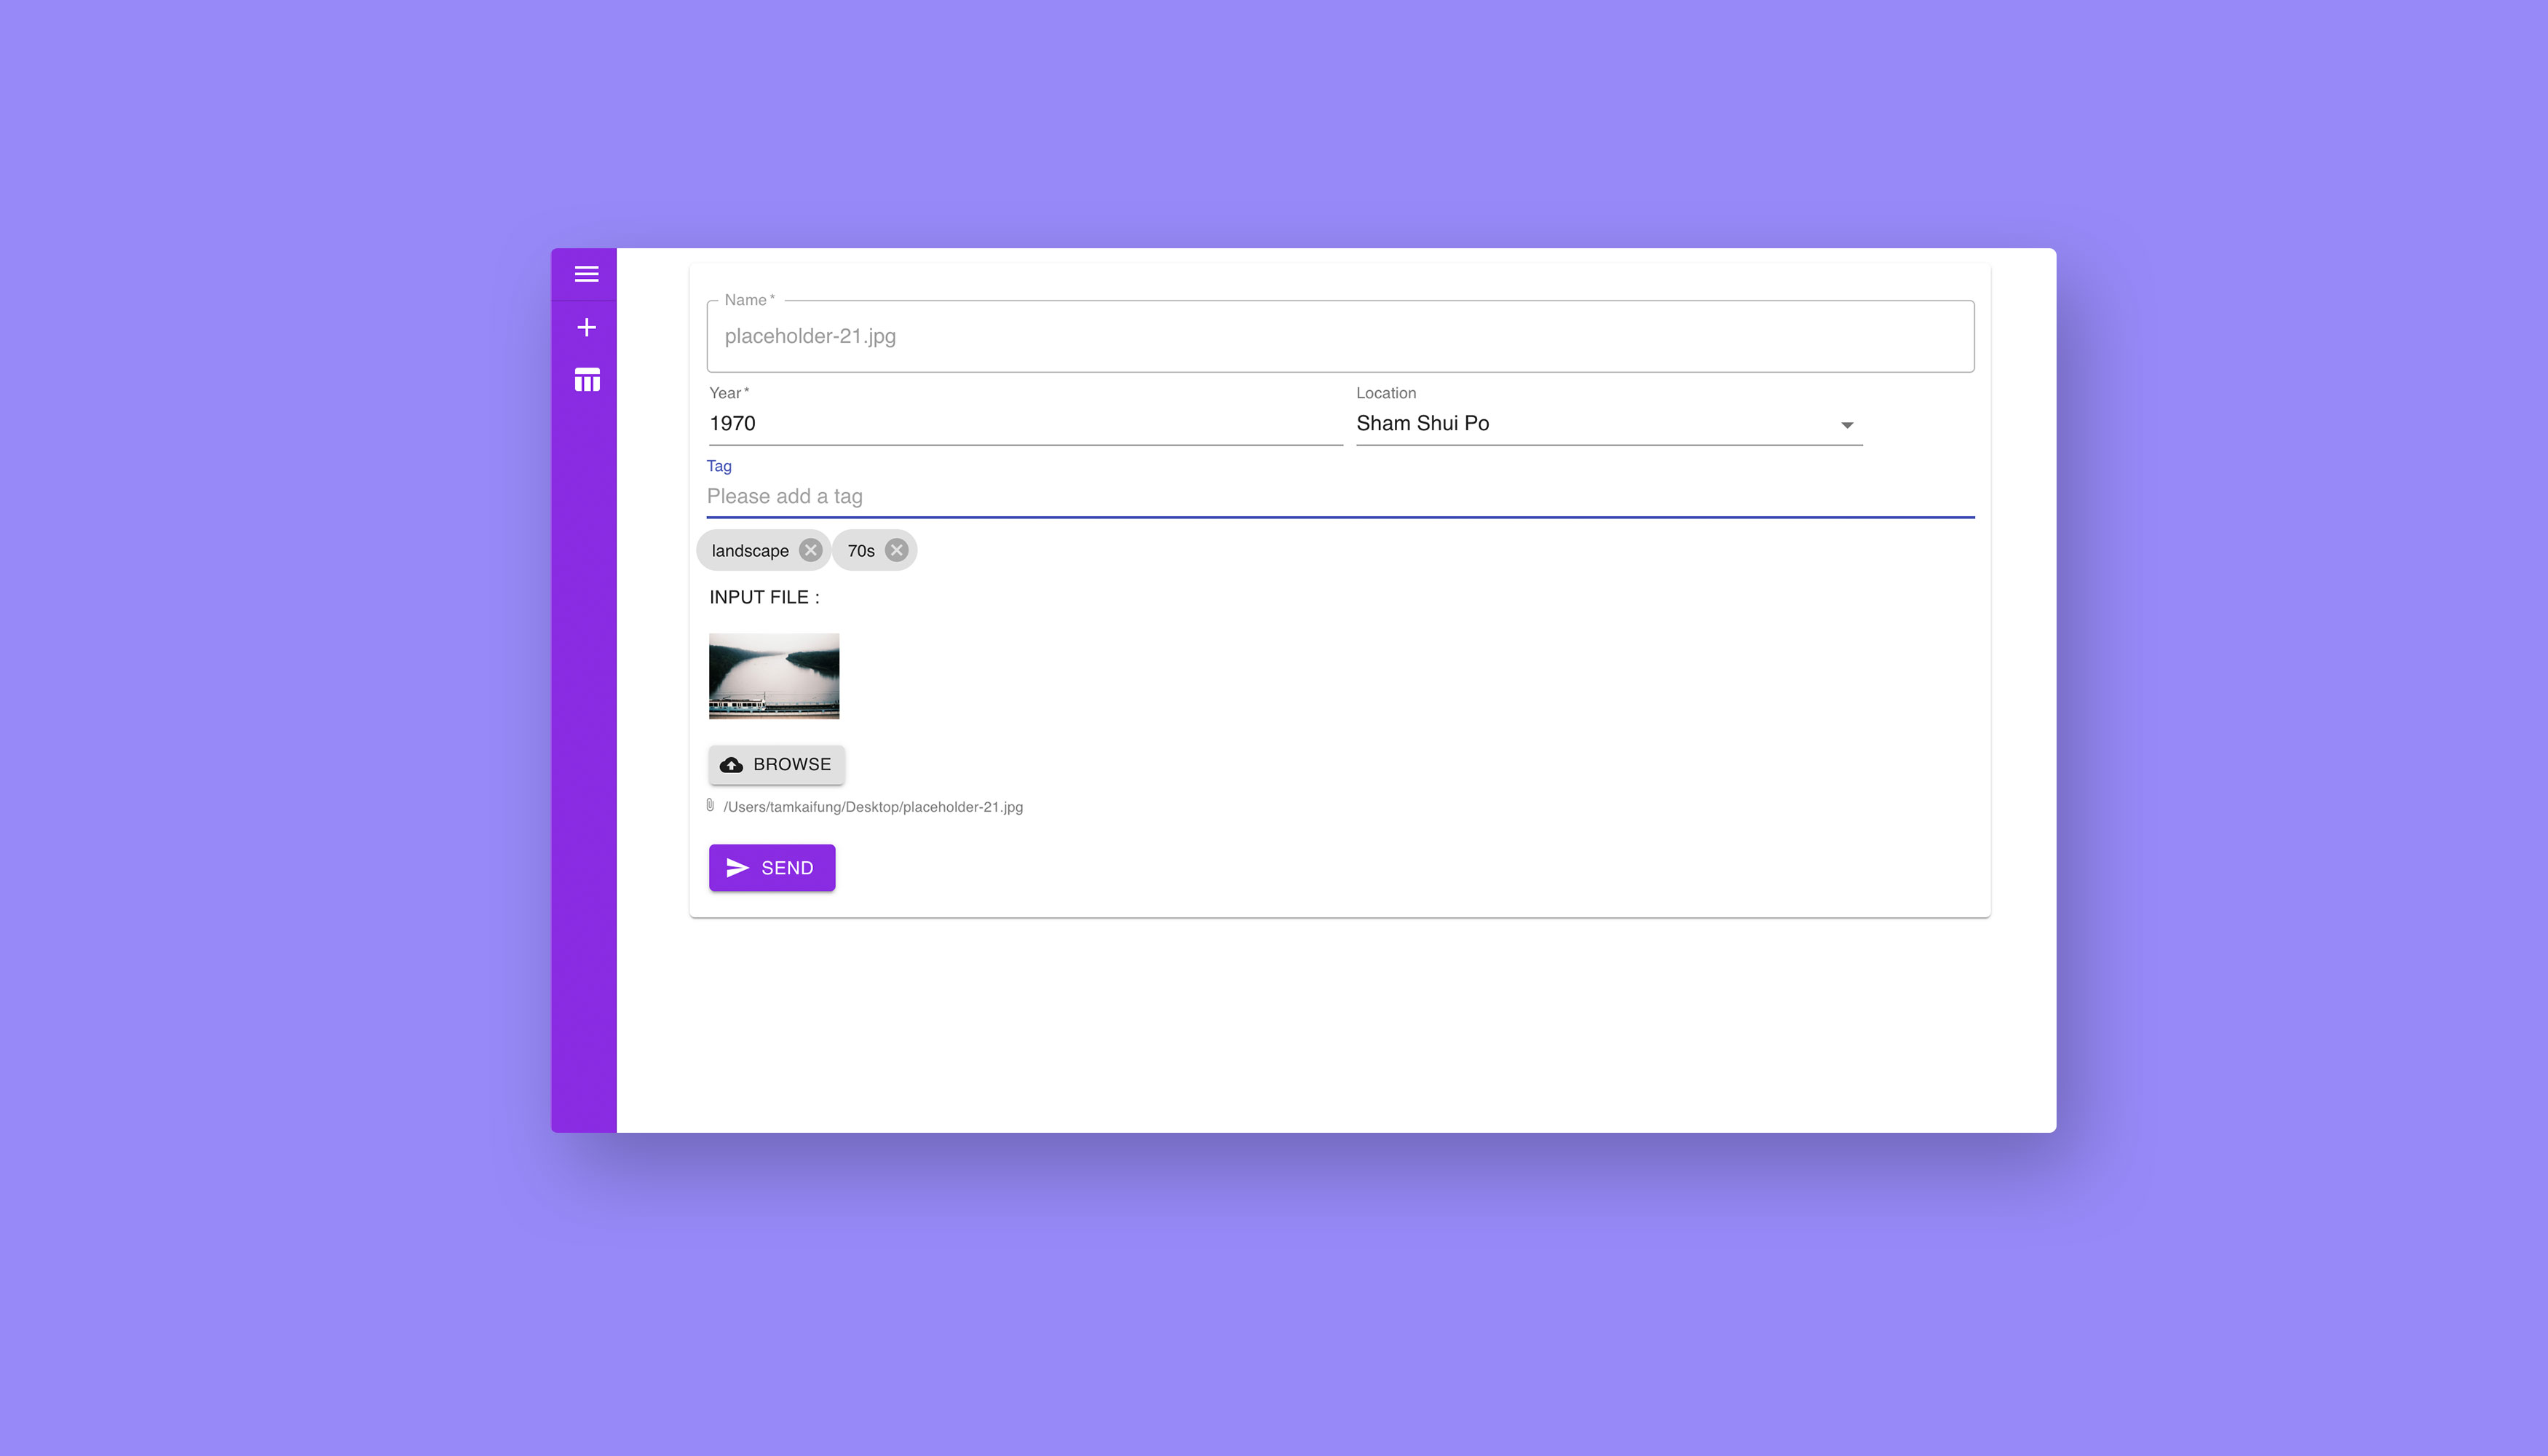 Name *
placeholder-21.jpg
Year * Location
1970 Sham Shui Po
Tag
Please add a tag
landscape 70s
INPUT FILE :
BROWSE
/Users/tamkaifung/Desktop/placeholder-21.jpg
SEND